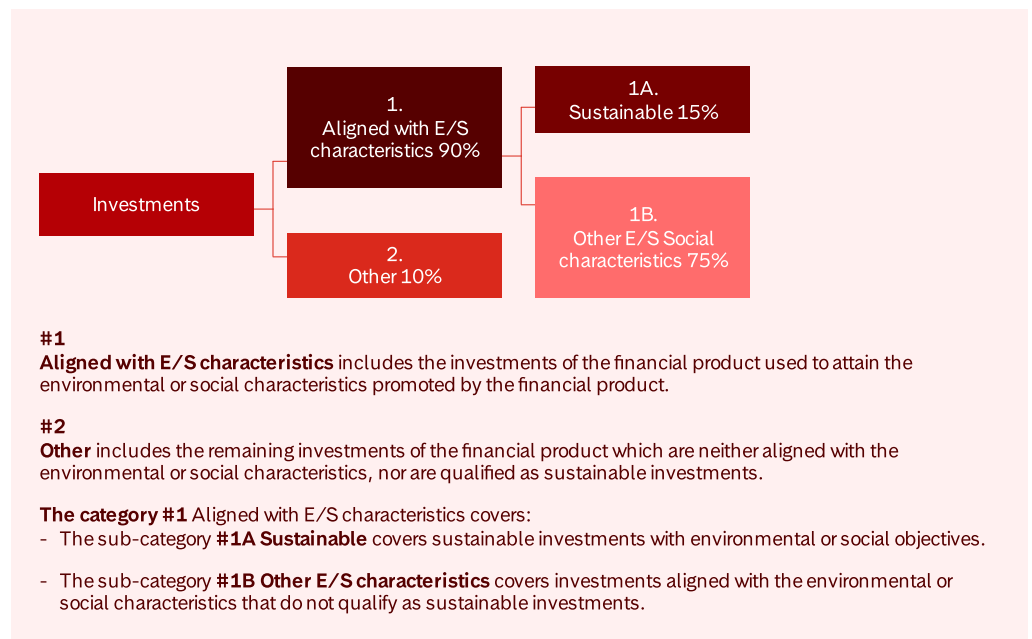 1.
Aligned with E/S
characteristics 90%
1A.
Sustainable 15%
Investments
1B.
Other E/S Social
characteristics 75%
2.
Other 10%
#1
Aligned with E/S characteristics includes the investments of the financial product used to attain the
environmental or social characteristics promoted by the financial product.
#2
Other includes the remaining investments of the financial product which are neither aligned with the
environmental or social characteristics, nor are qualified as sustainable investments.
The category #1 Aligned with E/S characteristics covers:
- The sub-category #1A Sustainable covers sustainable investments with environmental or social objectives.
- The sub-category #1B Other E/S characteristics covers investments aligned with the environmental or
social characteristics that do not qualify as sustainable investments.